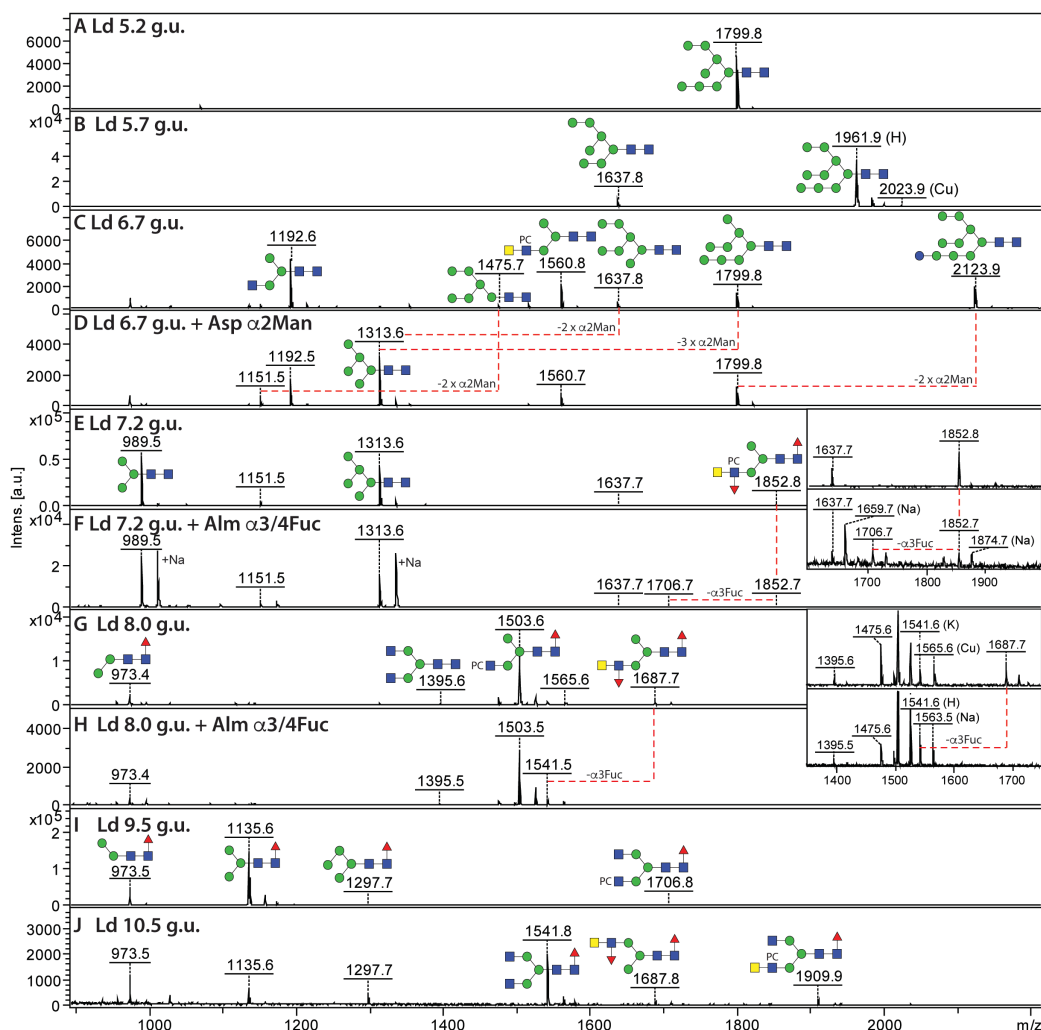 A Ld 5.2 g.u.
1799.8
6000
4000
2000
0
x10⁴
B Ld 5.7 g.u.
1961.9 (H)
4
1637.8
2
2023.9 (Cu)
0
C Ld 6.7 g.u.
8000
6000
1192.6
PC
1475.7
1560.8
1637.8
1799.8
2123.9
4000
2000
0
D Ld 6.7 g.u. + Asp α2Man
-2 x α2Man
1313.6
-3 x α2Man
4000
1192.5
1151.5
-2 x α2Man
1560.7
1799.8
-2 x α2Man
2000
0
x10⁵
E Ld 7.2 g.u.
989.5
1313.6
PC
0.5
1151.5
1637.7
1852.8
0.0
1852.8
1637.7
1637.7
1659.7 (Na)
1706.7
1852.7
1874.7 (Na)
-α3Fuc
1700
1800
1900
x10⁴
F Ld 7.2 g.u. + Alm α3/4Fuc
989.5
+Na
1313.6
+Na
2
1151.5
1637.7
1706.7
-α3Fuc
1852.7
0
x10⁴
G Ld 8.0 g.u.
1503.6
PC
1
973.4
1395.6
1565.6
1687.7
0
1395.6
1475.6
1541.6 (K)
1565.6 (Cu)
1687.7
1541.6 (H)
1563.5 (Na)
1475.6
1395.5
-α3Fuc
1400
1500
1600
1700
H Ld 8.0 g.u. + Alm α3/4Fuc
4000
1503.5
2000
973.4
1395.5
1541.5
-α3Fuc
0
x10⁵
I Ld 9.5 g.u.
2
1135.6
1
973.5
1297.7
PC
1706.8
0
J Ld 10.5 g.u.
3000
1541.8
2000
973.5
PC
1000
1135.6
1297.7
1687.8
1909.9
0
1000
1200
1400
1600
1800
2000
m/z
Intens. [a.u.]